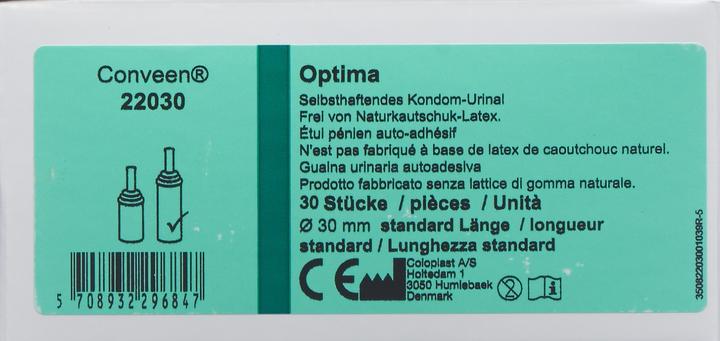 Conveen®
22030
Optima
Selbsthaftendes Kondom-Urinal
Frei von Naturkautschuk-Latex.
Étui pénien auto-adhésif
N'est pas fabriqué à base de latex de caoutchouc naturel.
Guaina urinaria autoadesiva
Prodotto fabbricato senza lattice di gomma naturale.
30 Stücke / pièces / Unità
Ø 30 mm standard Länge / longueur
standard / Lunghezza standard
CE
Coloplast A/S
Holtedam 1
3050 Humlebaek
Denmark
2
i
5 708932 296847
35082203001039R-5